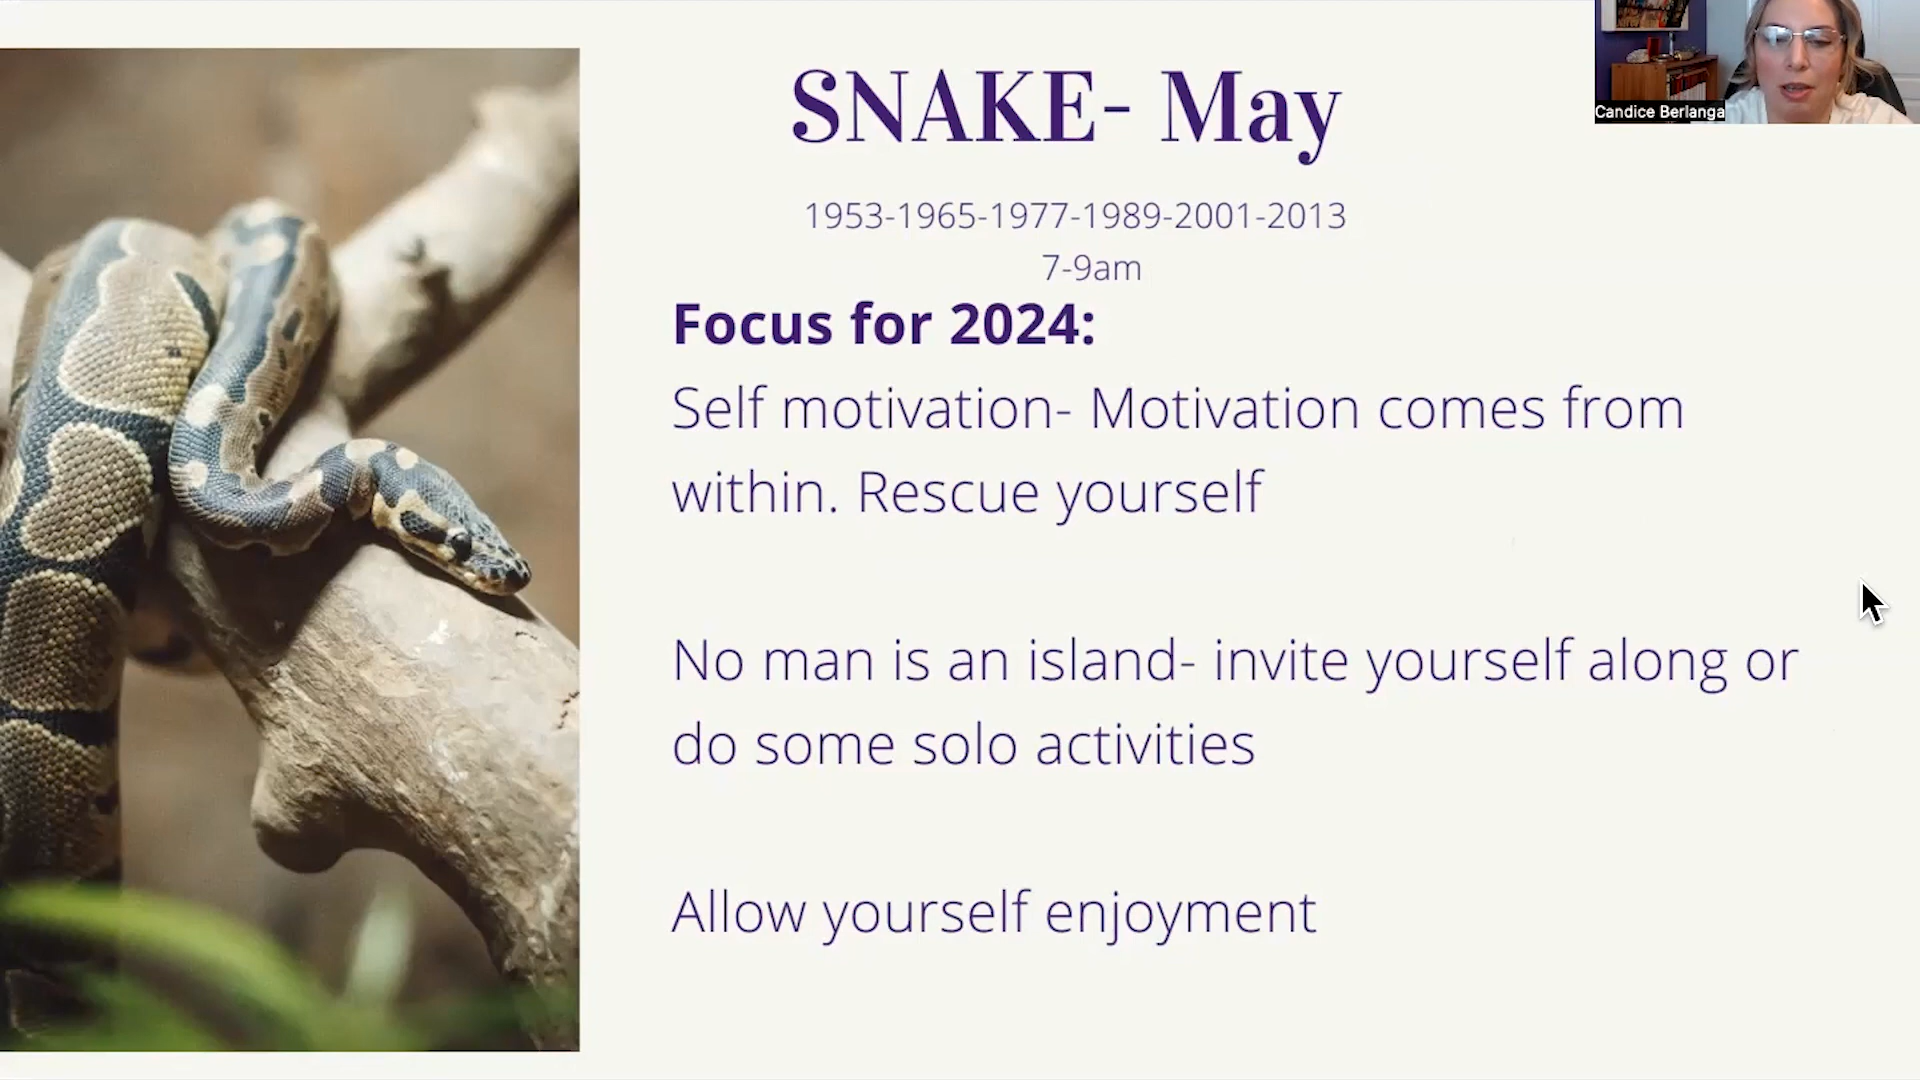 SNAKE- May
Candice Berlanga
1953-1965-1977-1989-2001-2013
7-9am
Focus for 2024:
Self motivation- Motivation comes from
within. Rescue yourself
No man is an island- invite yourself along or
do some solo activities
Allow yourself enjoyment